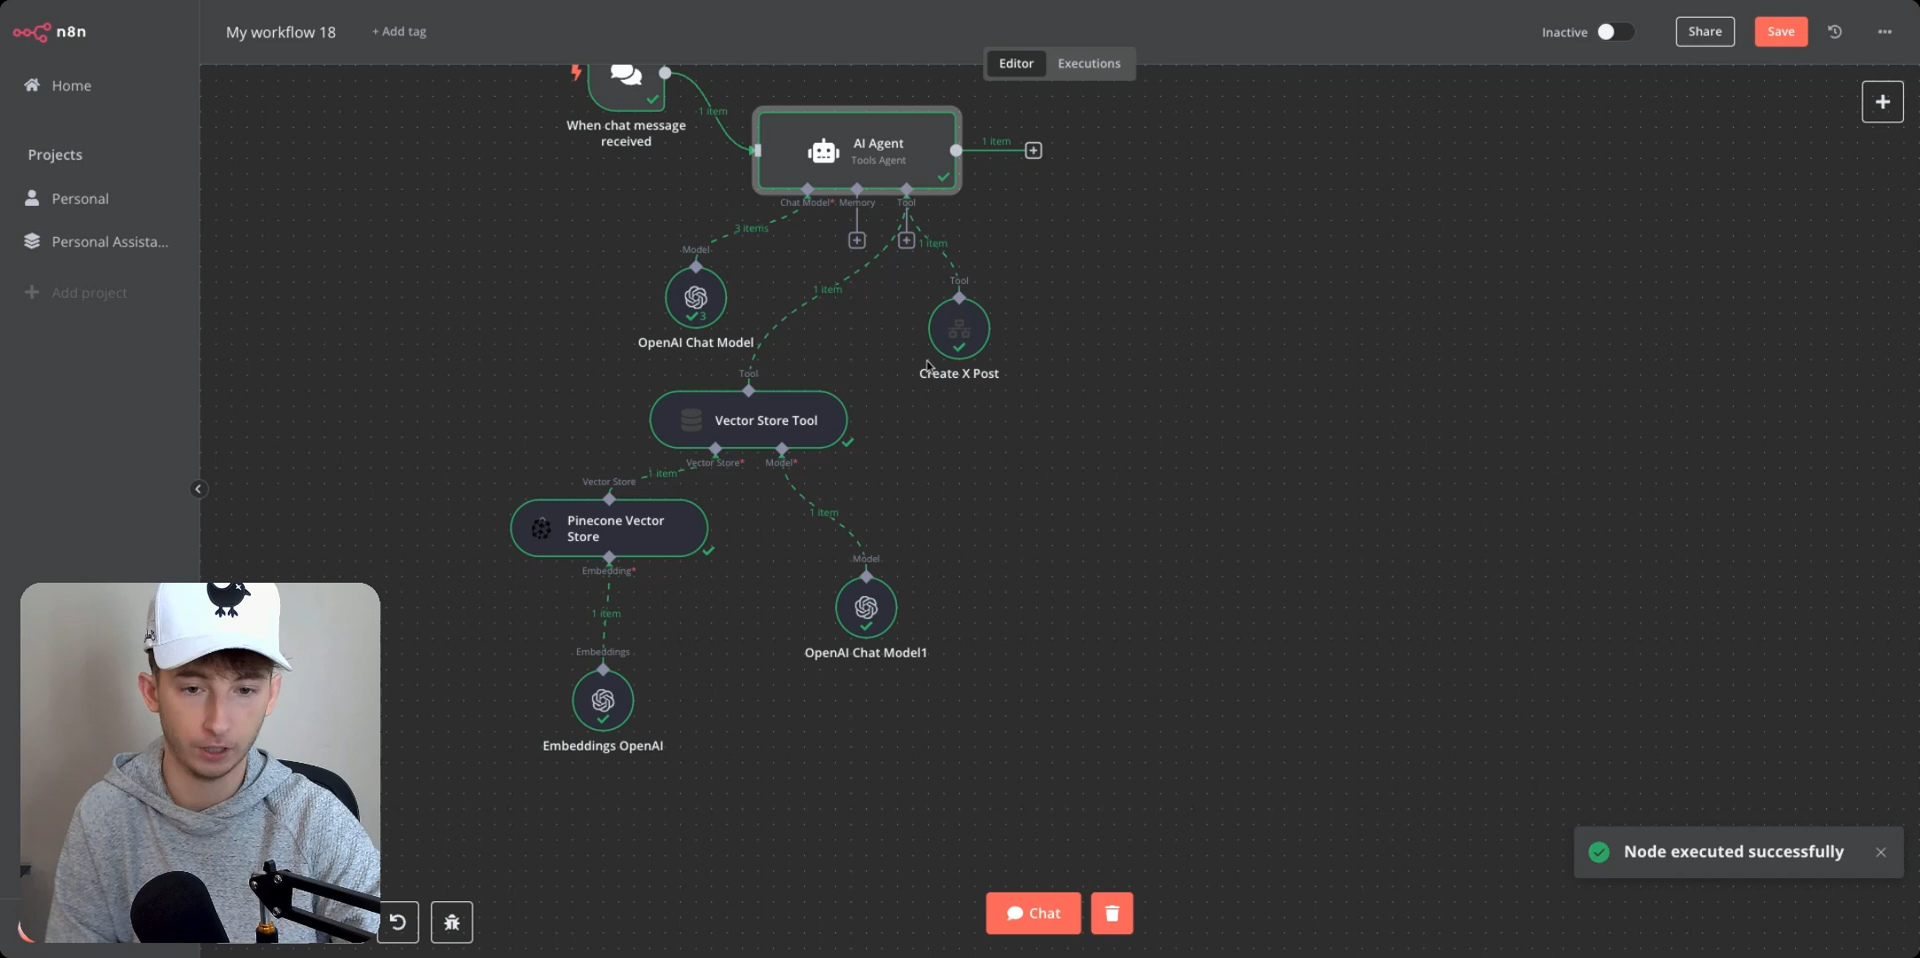 n8n
My workflow 18
+ Add tag
Inactive
Share
Save
Editor
Executions
Home
Projects
Personal
Personal Assista...
Add project
1 item
When chat message
received
AI Agent
Tools Agent
1 item
Chat Model*
Memory
Tool
3 items
1 item
Model
Tool
1 item
OpenAI Chat Model
3
Create X Post
Tool
Vector Store Tool
Vector Store*
Model*
1 item
Vector Store
Pinecone Vector
Store
1 item
Embedding*
Model
1 item
OpenAI Chat Model1
Embeddings
Embeddings OpenAI
Node executed successfully
Chat